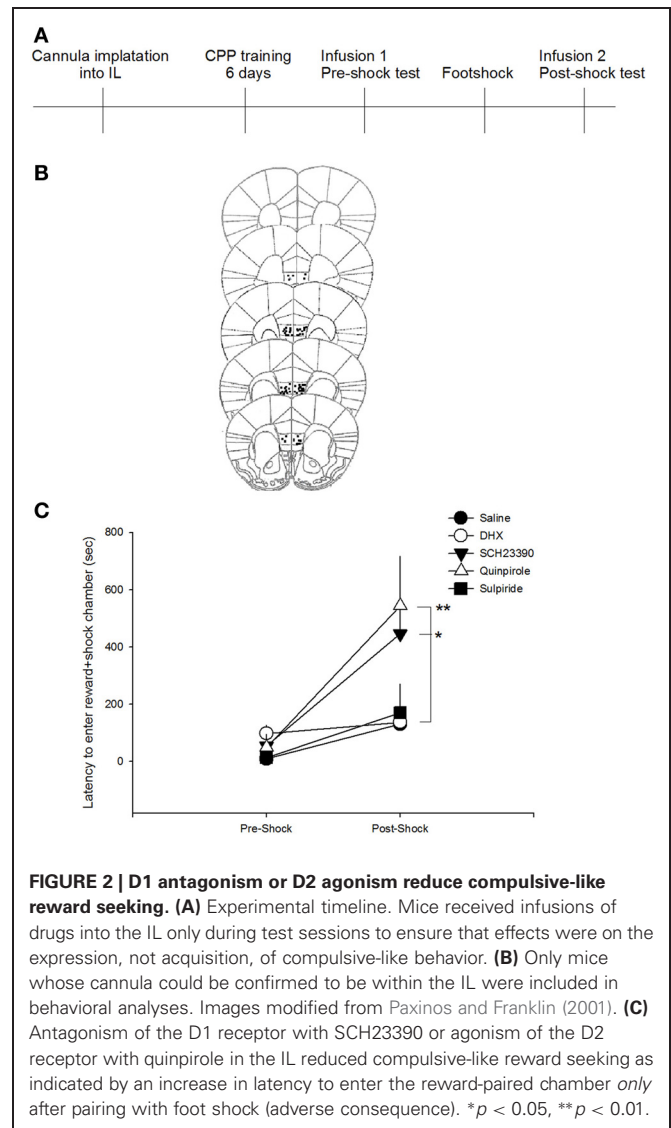 A
Cannula implatation into IL
CPP training 6 days
Infusion 1 Pre-shock test
Footshock
Infusion 2 Post-shock test
B
C
Latency to enter reward+shock chamber (sec)
800
600
400
200
0
Pre-Shock
Post-Shock
Saline
DHX
SCH23390
Quinpirole
Sulpiride
**
*
FIGURE 2 | D1 antagonism or D2 agonism reduce compulsive-like
reward seeking. (A) Experimental timeline. Mice received infusions of
drugs into the IL only during test sessions to ensure that effects were on the
expression, not acquisition, of compulsive-like behavior. (B) Only mice
whose cannula could be confirmed to be within the IL were included in
behavioral analyses. Images modified from Paxinos and Franklin (2001). (C)
Antagonism of the D1 receptor with SCH23390 or agonism of the D2
receptor with quinpirole in the IL reduced compulsive-like reward seeking as
indicated by an increase in latency to enter the reward-paired chamber only
after pairing with foot shock (adverse consequence). *p < 0.05, **p < 0.01.